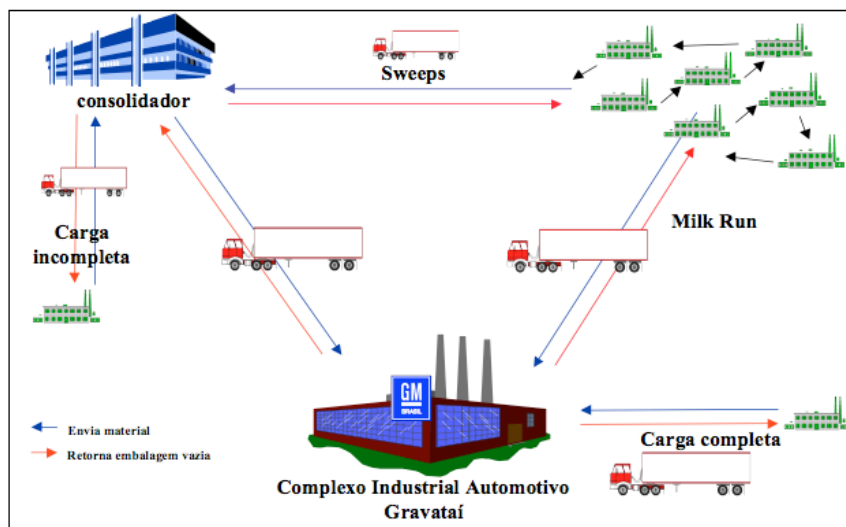 Sweeps
consolidador
Carga
incompleta
Milk Run
GM
BRASIL
Envia material
Retorna embalagem vazia
Carga completa
Complexo Industrial Automotivo
Gravataí